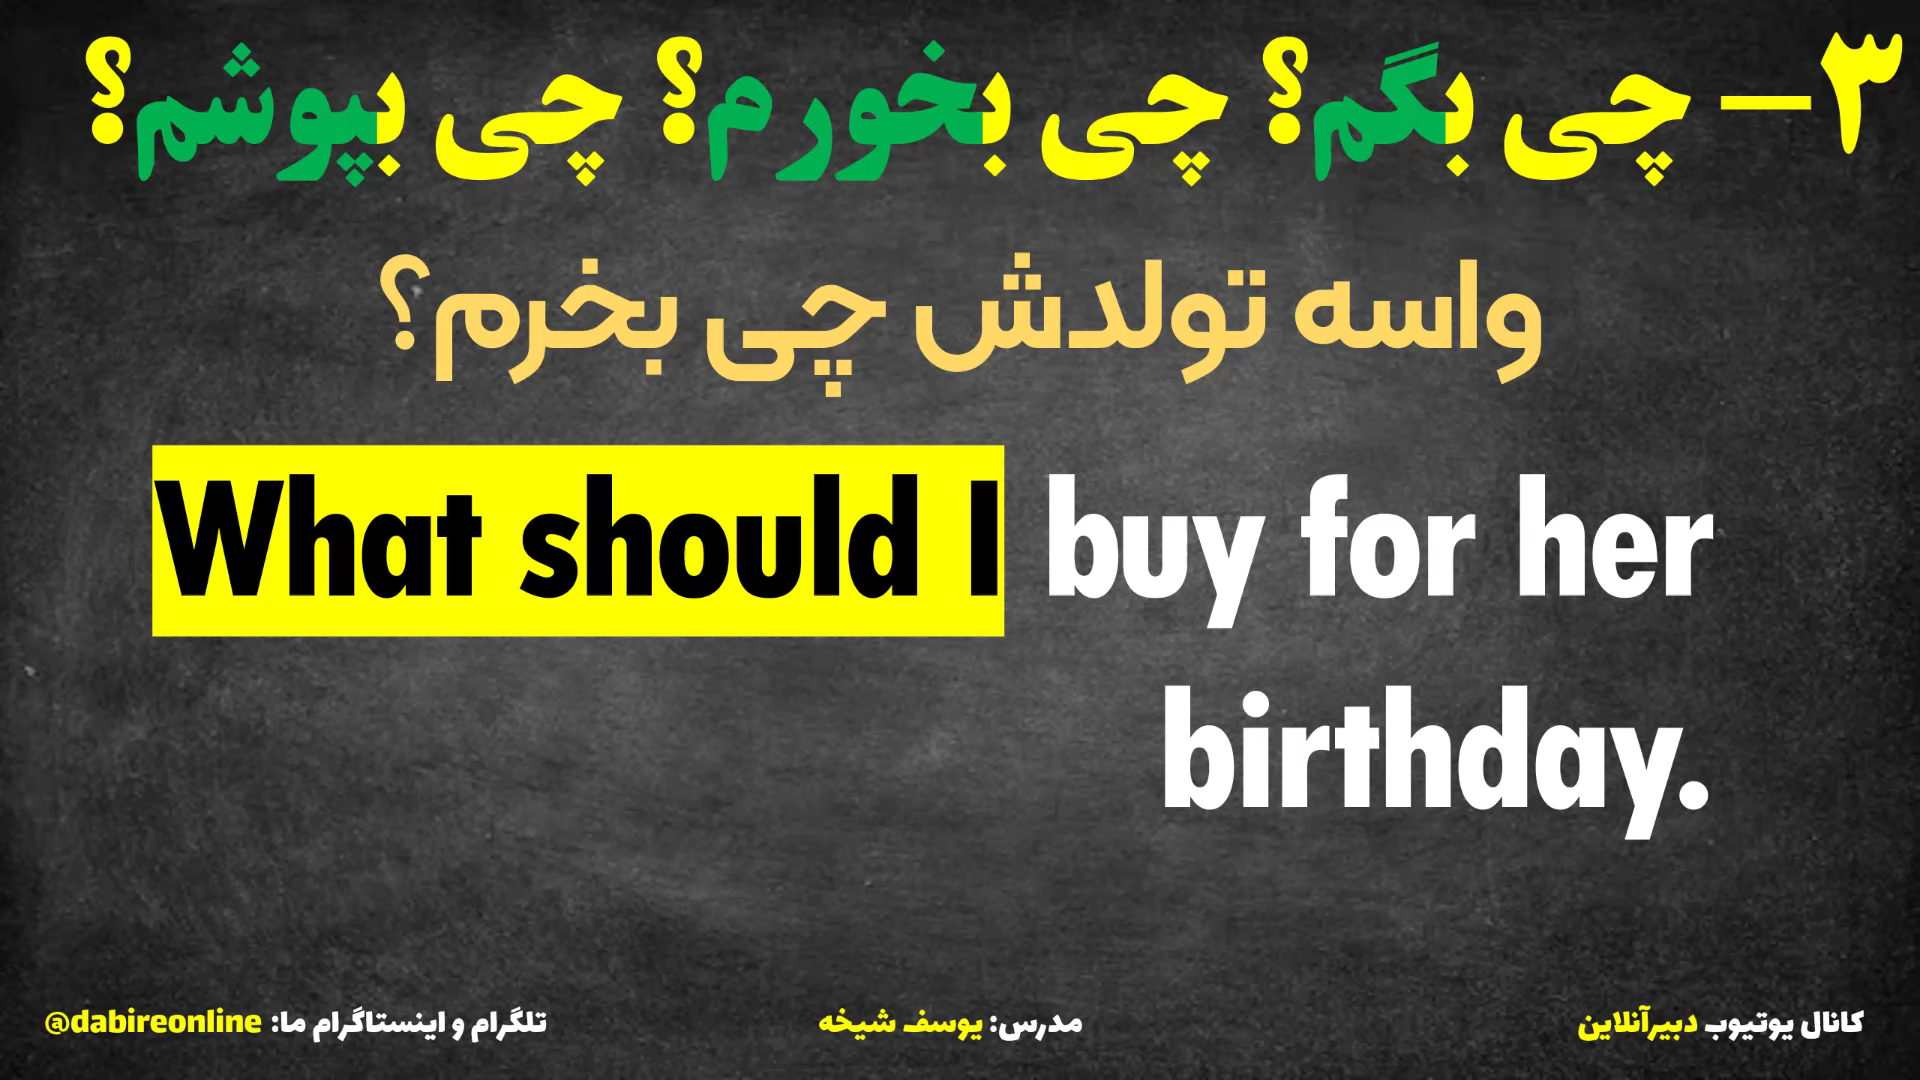 ۳- چی بگم؟ چی بخورم؟ چی بپوشم؟
واسه تولدش چی بخرم؟
What should I buy for her
birthday.
کانال یوتیوب دبیرآنلاین
مدرس: یوسف شیخه
تلگرام و اینستاگرام ما: @dabireonline